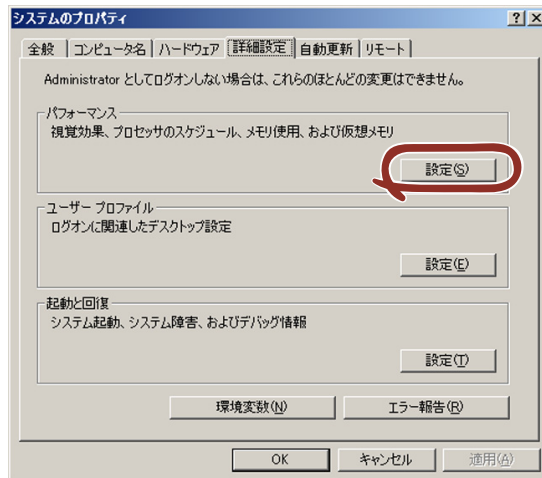 システムのプロパティ
全般 コンピュータ名 ハードウェア 詳細設定 自動更新 リモート
Administrator としてログオンしない場合は、これらのほとんどの変更はできません。
パフォーマンス
視覚効果、プロセッサのスケジュール、メモリ使用、および仮想メモリ
設定(S)
ユーザー プロファイル
ログオンに関連したデスクトップ設定
設定(E)
起動と回復
システム起動、システム障害、およびデバッグ情報
設定(T)
環境変数(N) エラー報告(R)
OK キャンセル 適用(A)